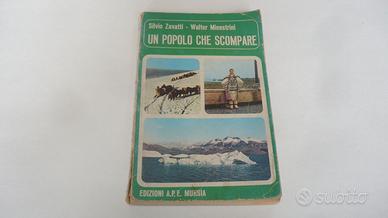 Silvio Zavatti - Walter Minestrini
UN POPOLO CHE SCOMPARE
EDIZIONI A.P.E. MURSIA
subito